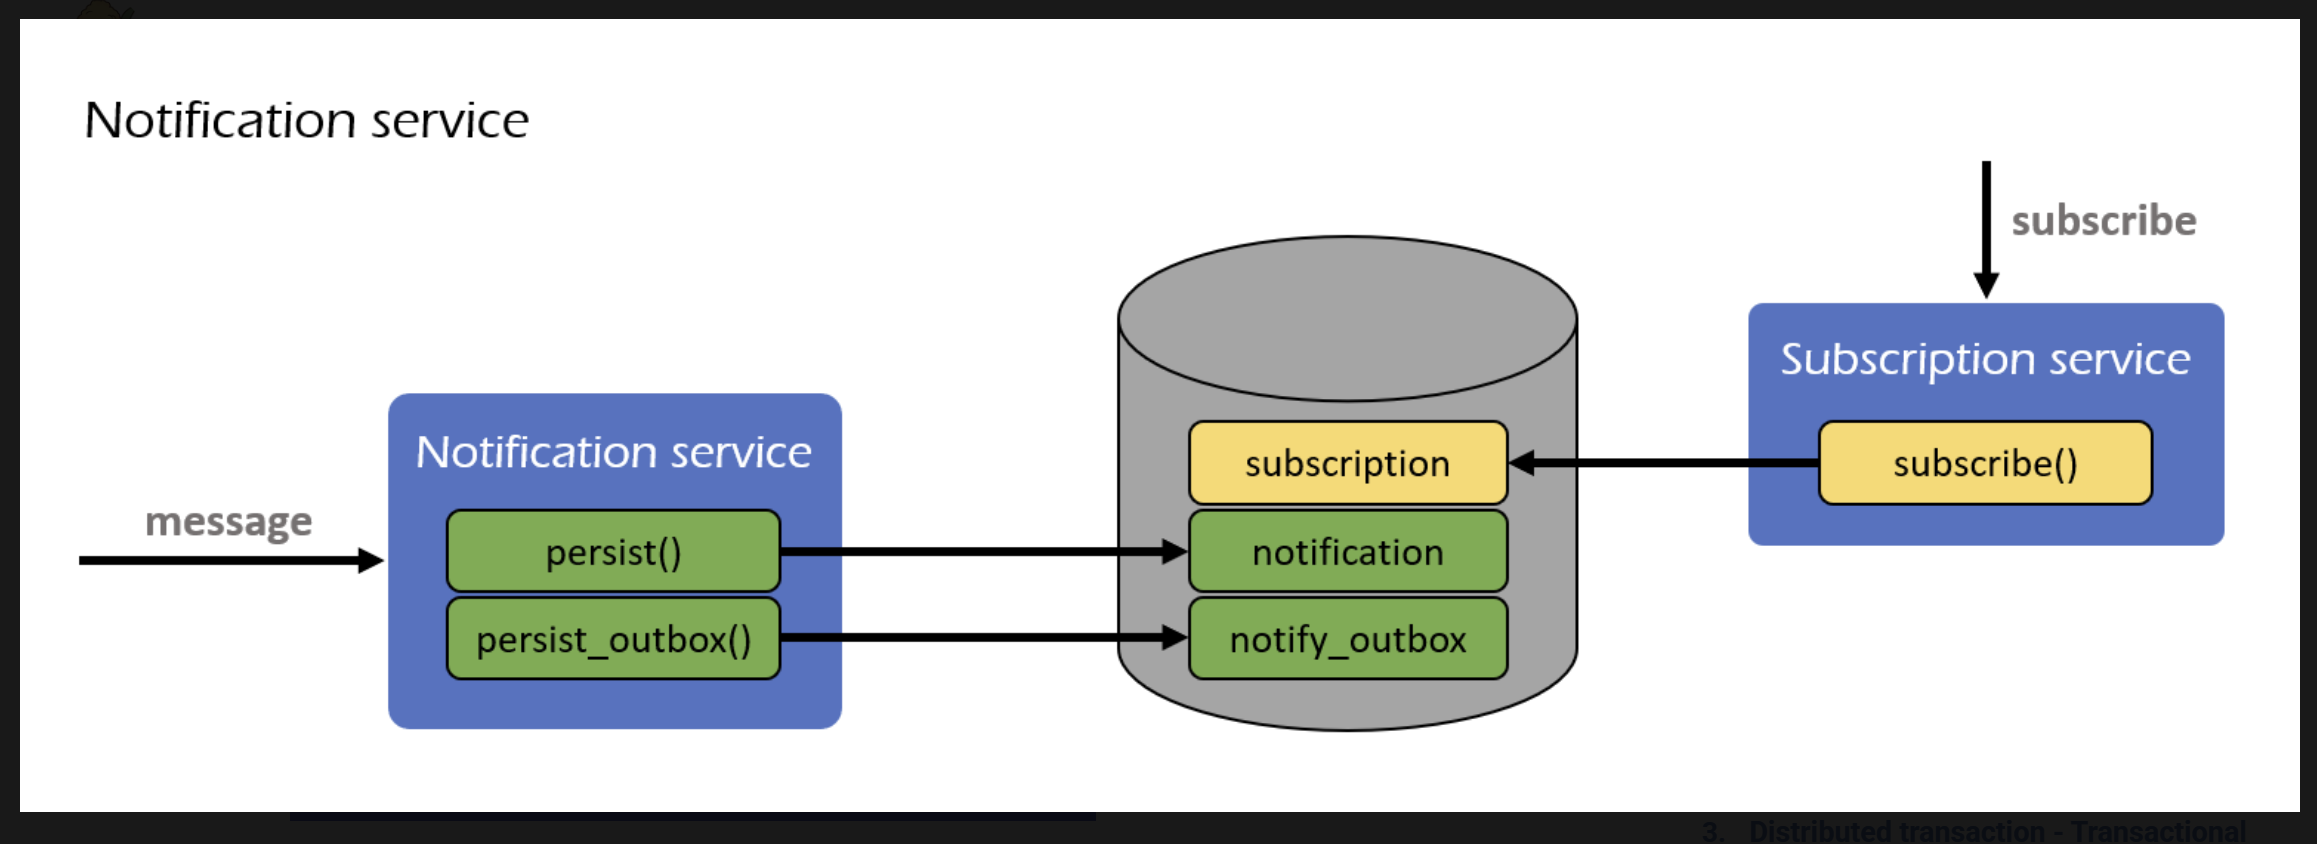 Notification service
subscribe
Subscription service
subscribe()
Notification service
message
persist()
persist_outbox()
subscription
notification
notify_outbox
3. Distributed transaction - Transactional